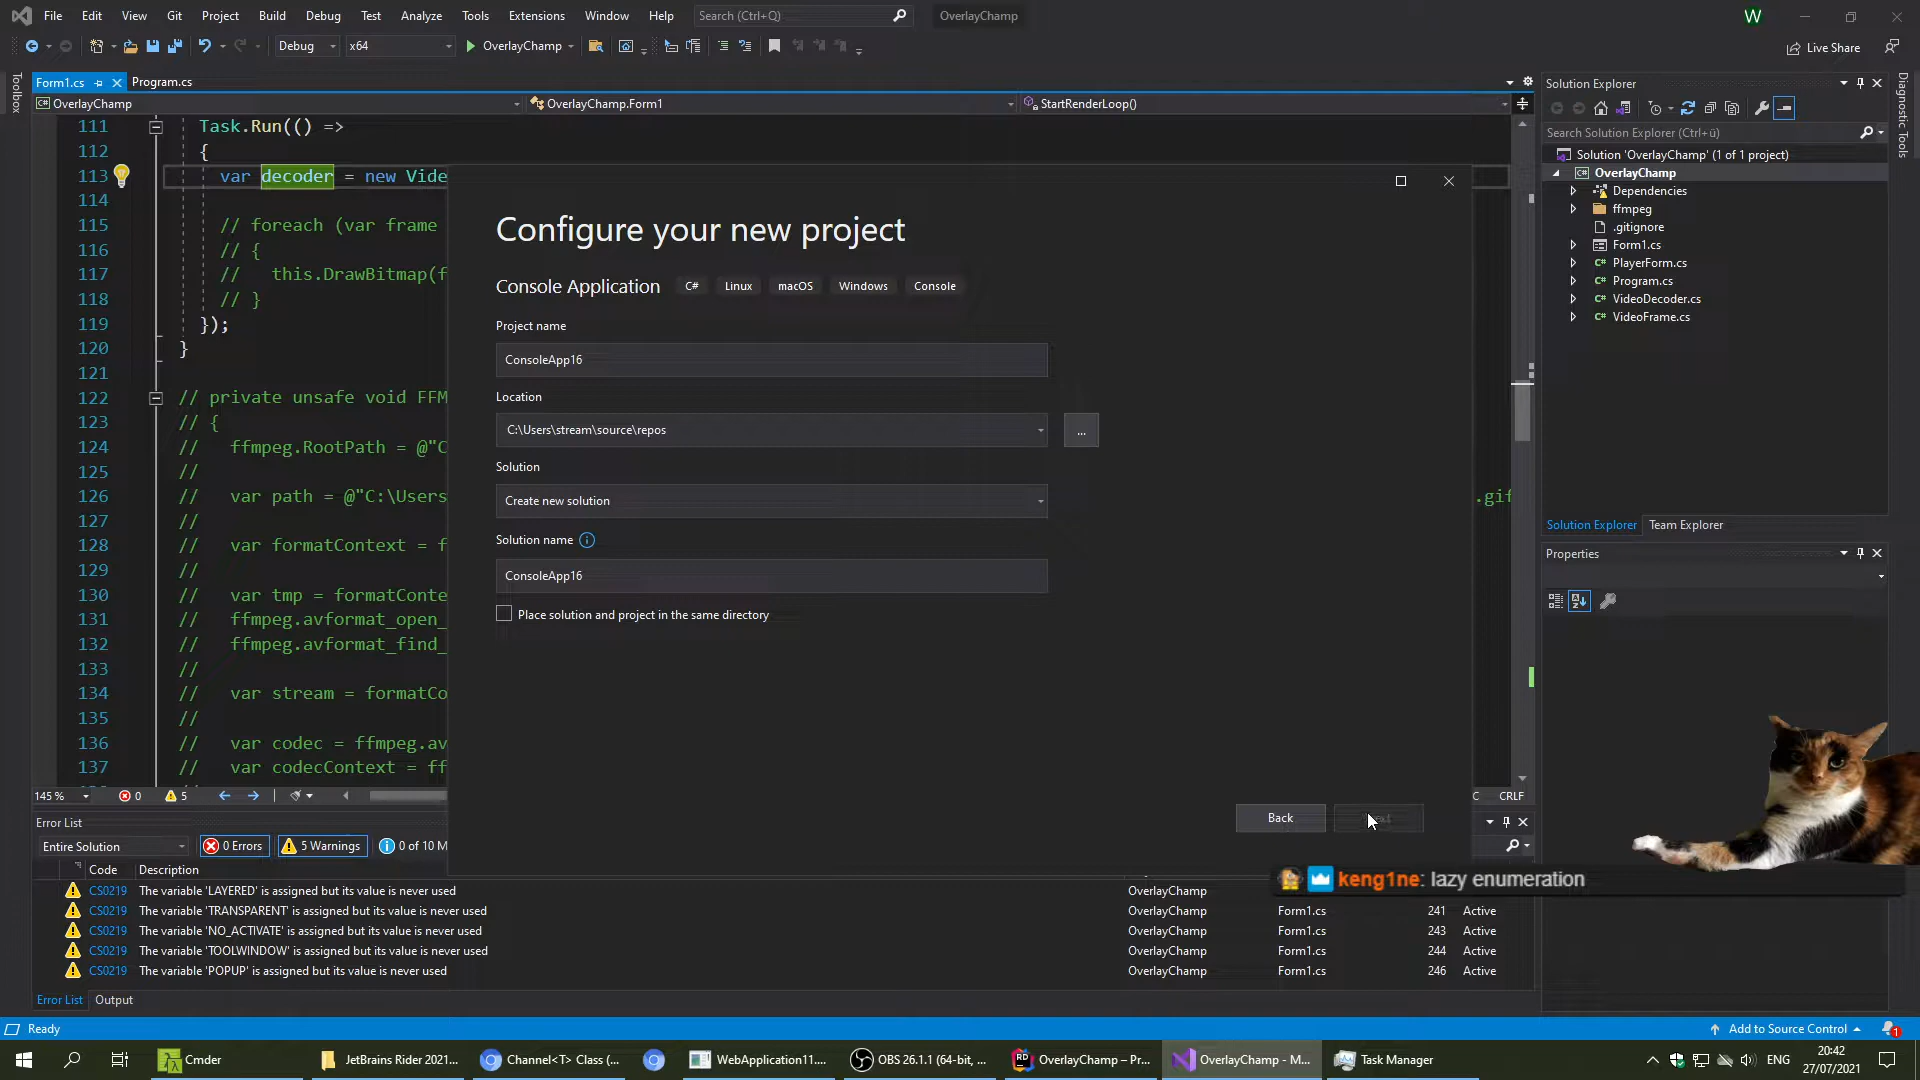 File Edit View Git Project Build Debug Test Analyze Tools Extensions Window Help Search (Ctrl+Q) OverlayChamp W
Debug x64 OverlayChamp Live Share
Form1.cs Program.cs
OverlayChamp OverlayChamp.Form1 StartRenderLoop()
Toolbox
111 Task.Run(() =>
112 {
113 var decoder = new Vide
114
115 // foreach (var frame
116 // {
117 // this.DrawBitmap(f
118 // }
119 });
120 }
121
122 // private unsafe void FFM
123 // {
124 // ffmpeg.RootPath = @"C
125 //
126 // var path = @"C:\Users .gif
127 //
128 // var formatContext = f
129 //
130 // var tmp = formatConte
131 // ffmpeg.avformat_open_
132 // ffmpeg.avformat_find_
133 //
134 // var stream = formatCo
135 //
136 // var codec = ffmpeg.av
137 // var codecContext = ff
145 % 0 5 C CRLF
Configure your new project
Console Application C# Linux macOS Windows Console
Project name
ConsoleApp16
Location
C:\Users\stream\source\repos
...
Solution
Create new solution
Solution name
ConsoleApp16
Place solution and project in the same directory
Back
Solution Explorer
Search Solution Explorer (Ctrl+ü)
Solution 'OverlayChamp' (1 of 1 project)
OverlayChamp
Dependencies
ffmpeg
.gitignore
Form1.cs
PlayerForm.cs
Program.cs
VideoDecoder.cs
VideoFrame.cs
Solution Explorer Team Explorer
Properties
Diagnostic Tools
Error List
Entire Solution 0 Errors 5 Warnings 0 of 10 M
Code Description
CS0219 The variable 'LAYERED' is assigned but its value is never used OverlayChamp
CS0219 The variable 'TRANSPARENT' is assigned but its value is never used OverlayChamp Form1.cs 241 Active
CS0219 The variable 'NO_ACTIVATE' is assigned but its value is never used OverlayChamp Form1.cs 243 Active
CS0219 The variable 'TOOLWINDOW' is assigned but its value is never used OverlayChamp Form1.cs 244 Active
CS0219 The variable 'POPUP' is assigned but its value is never used OverlayChamp Form1.cs 246 Active
keng1ne: lazy enumeration
Error List Output
Ready Add to Source Control 1
Cmder JetBrains Rider 2021... Channel<T> Class (... WebApplication11.... OBS 26.1.1 (64-bit, ... OverlayChamp – Pr... OverlayChamp - M... Task Manager ENG 20:42
27/07/2021